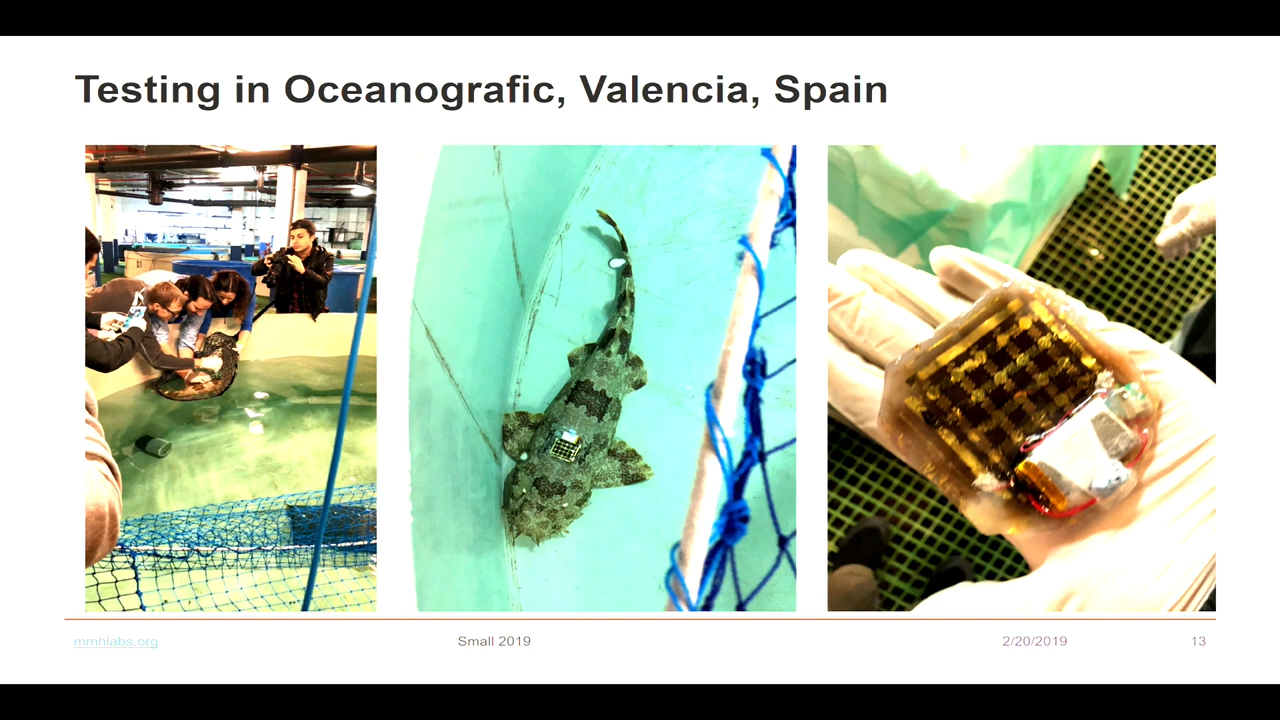 Testing in Oceanografic, Valencia, Spain
mmhlabs.org
Small 2019
2/20/2019
13